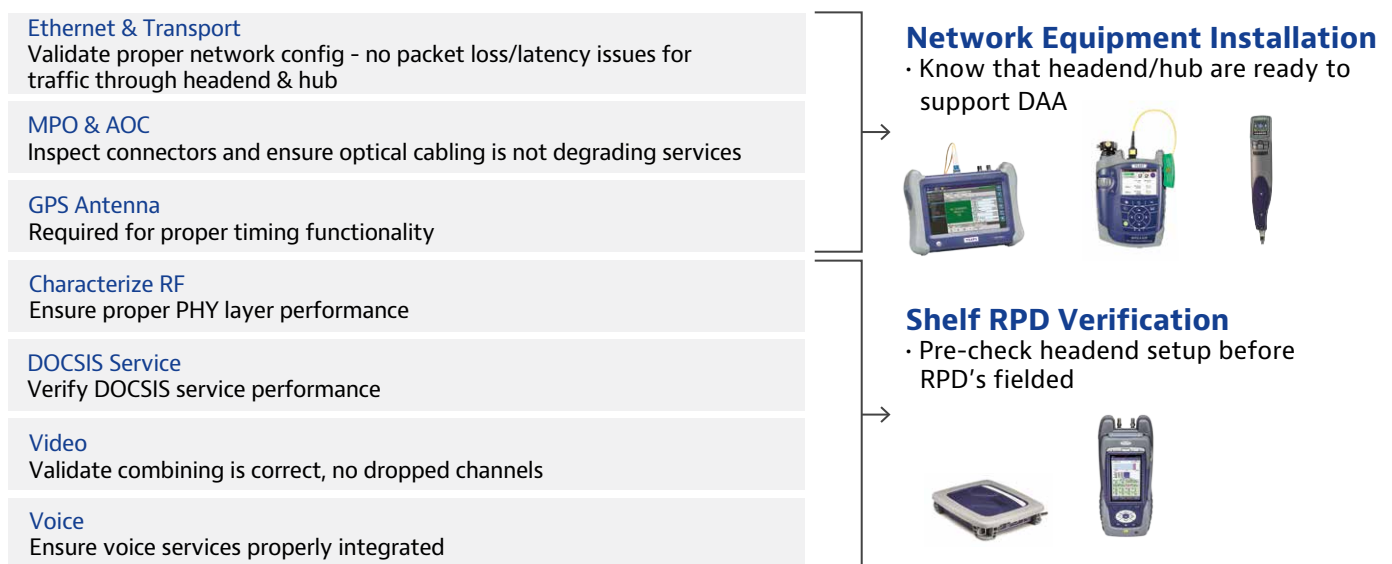 Ethernet & Transport
Validate proper network config - no packet loss/latency issues for
traffic through headend & hub
MPO & AOC
Inspect connectors and ensure optical cabling is not degrading services
GPS Antenna
Required for proper timing functionality
Characterize RF
Ensure proper PHY layer performance
DOCSIS Service
Verify DOCSIS service performance
Video
Validate combining is correct, no dropped channels
Voice
Ensure voice services properly integrated
Network Equipment Installation
· Know that headend/hub are ready to
support DAA
Shelf RPD Verification
· Pre-check headend setup before
RPD's fielded